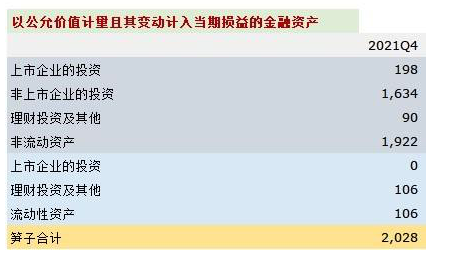 以公允价值计量且其变动计入当期损益的金融资产
2021Q4
上市企业的投资 198
非上市企业的投资 1,634
理财投资及其他 90
非流动资产 1,922
上市企业的投资 0
理财投资及其他 106
流动性资产 106
笋子合计 2,028